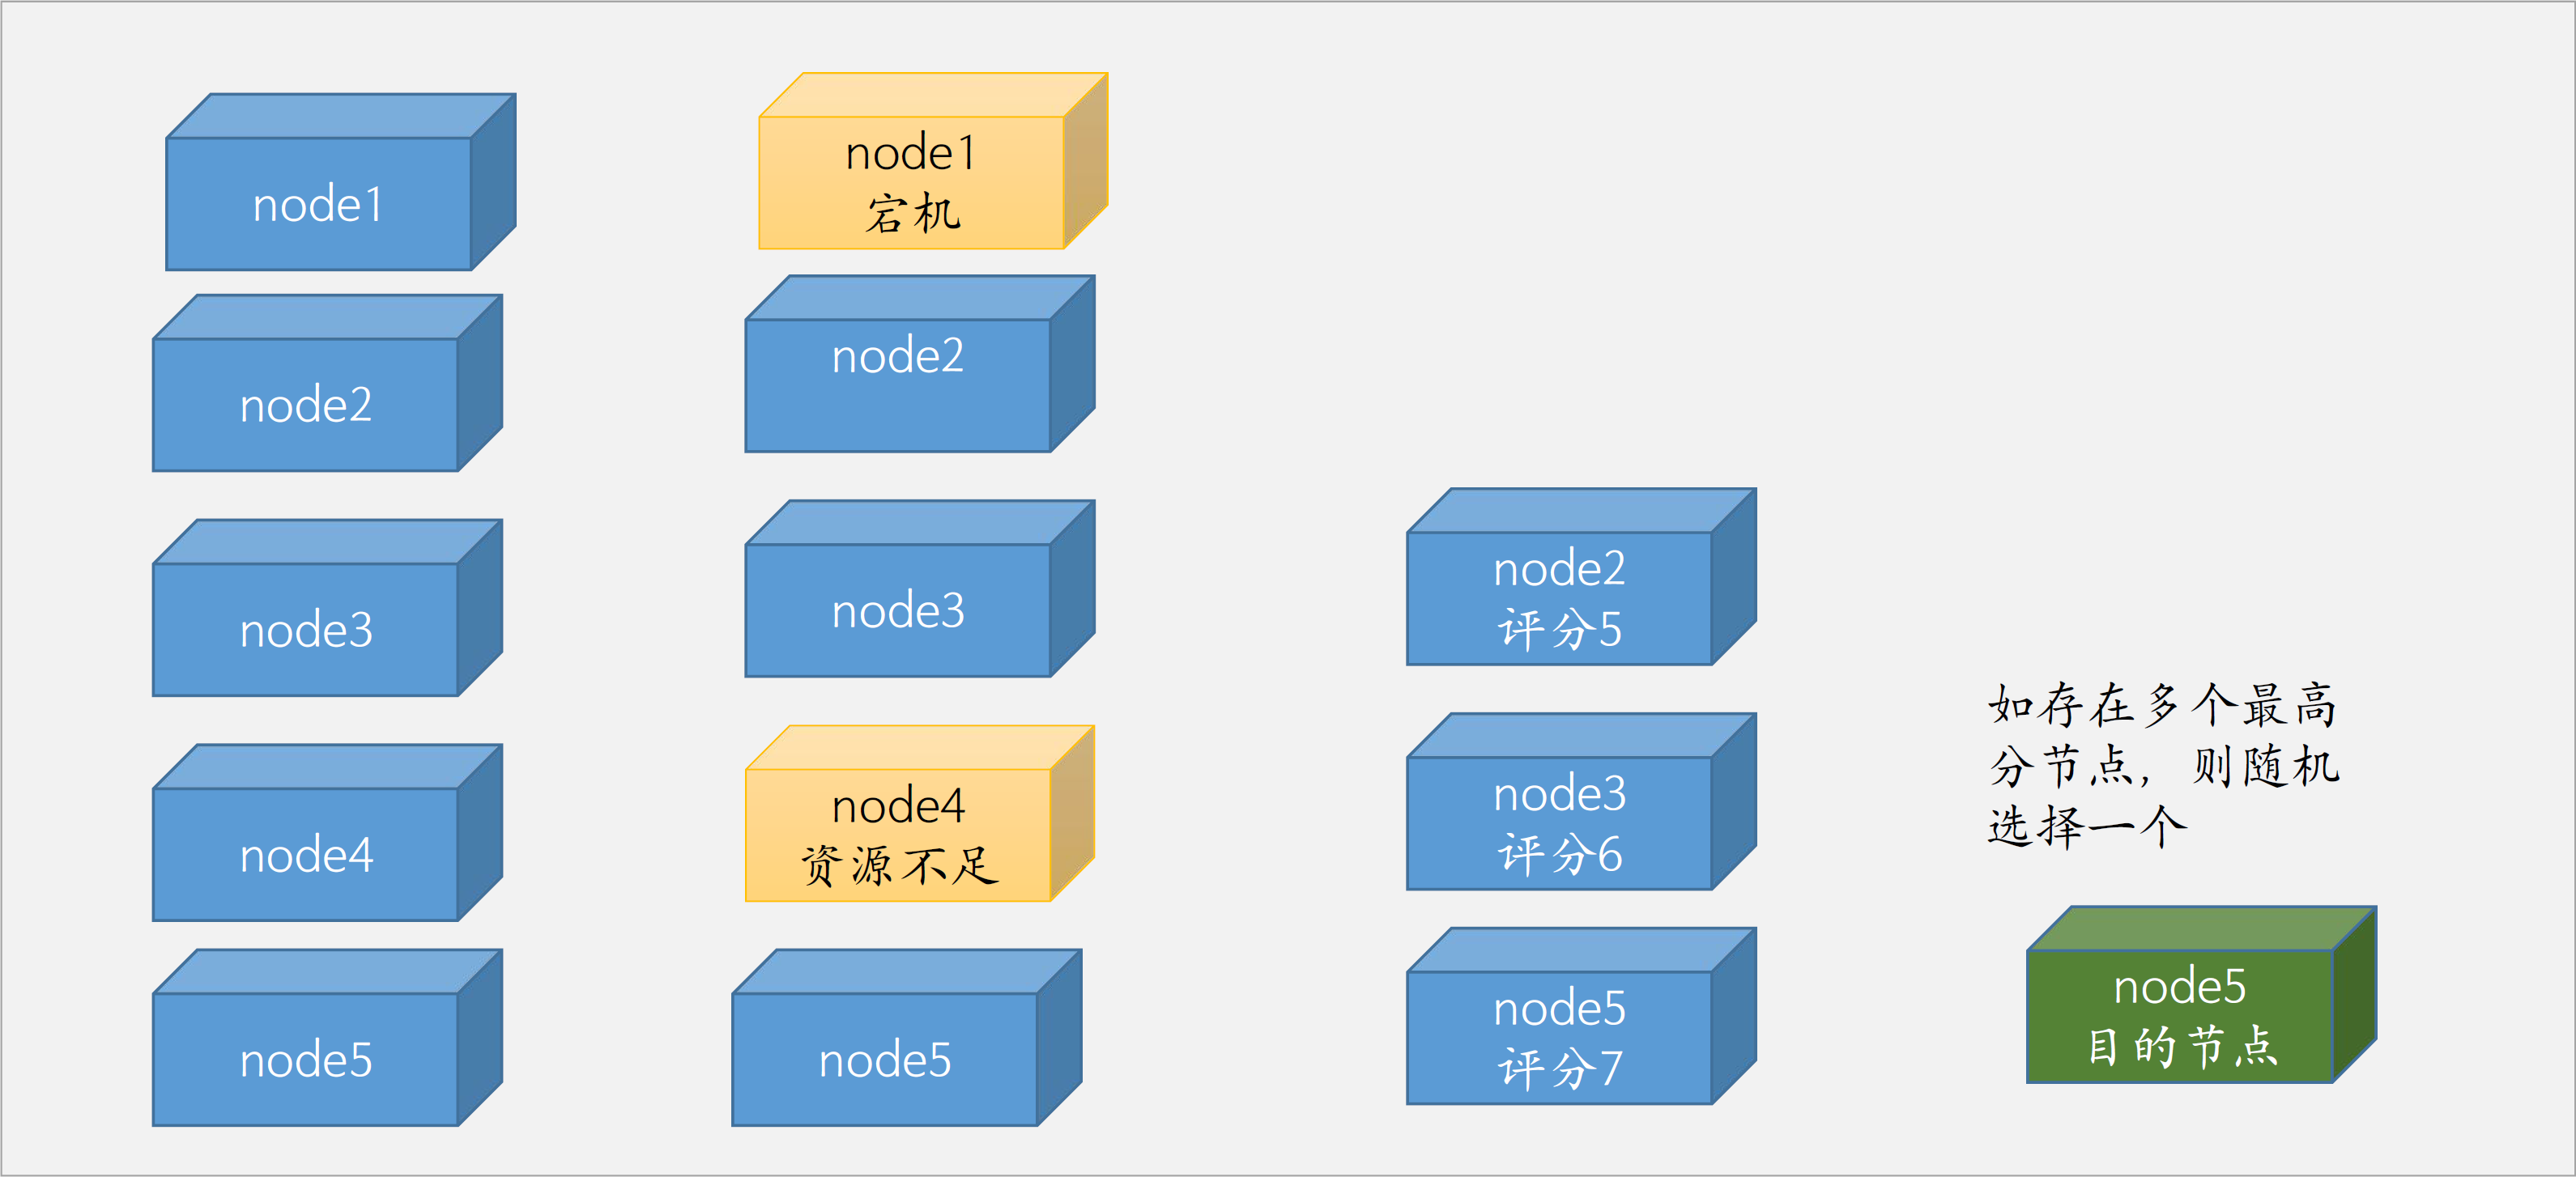 node1
node2
node3
node4
node5
node1
宕机
node2
node3
node4
资源不足
node5
node2
评分5
node3
评分6
node5
评分7
如存在多个最高
分节点，则随机
选择一个
node5
目的节点